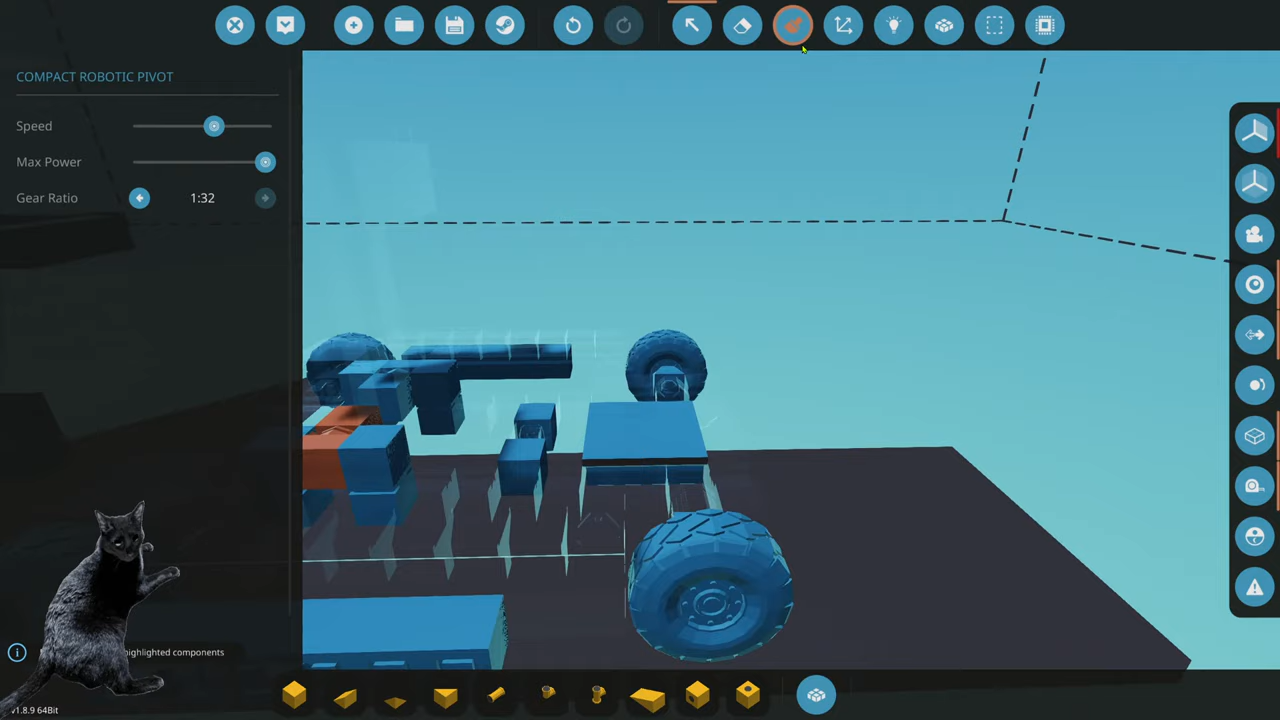 COMPACT ROBOTIC PIVOT
Speed
Max Power
Gear Ratio
1:32
highlighted components
v1.8.9 64Bit